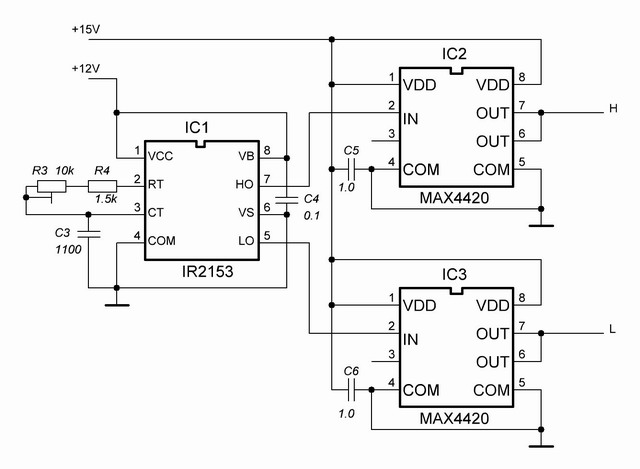 +15V
+12V
IC2
1 VDD VDD 8
2 IN OUT 7 H
3 OUT 6
4 COM COM 5
C5
1.0
MAX4420
IC1
1 VCC VB 8
2 RT HO 7
3 CT VS 6
4 COM LO 5
R3 10k R4
1.5k
C3
1100
C4
0.1
IR2153
IC3
1 VDD VDD 8
2 IN OUT 7 L
3 OUT 6
4 COM COM 5
C6
1.0
MAX4420